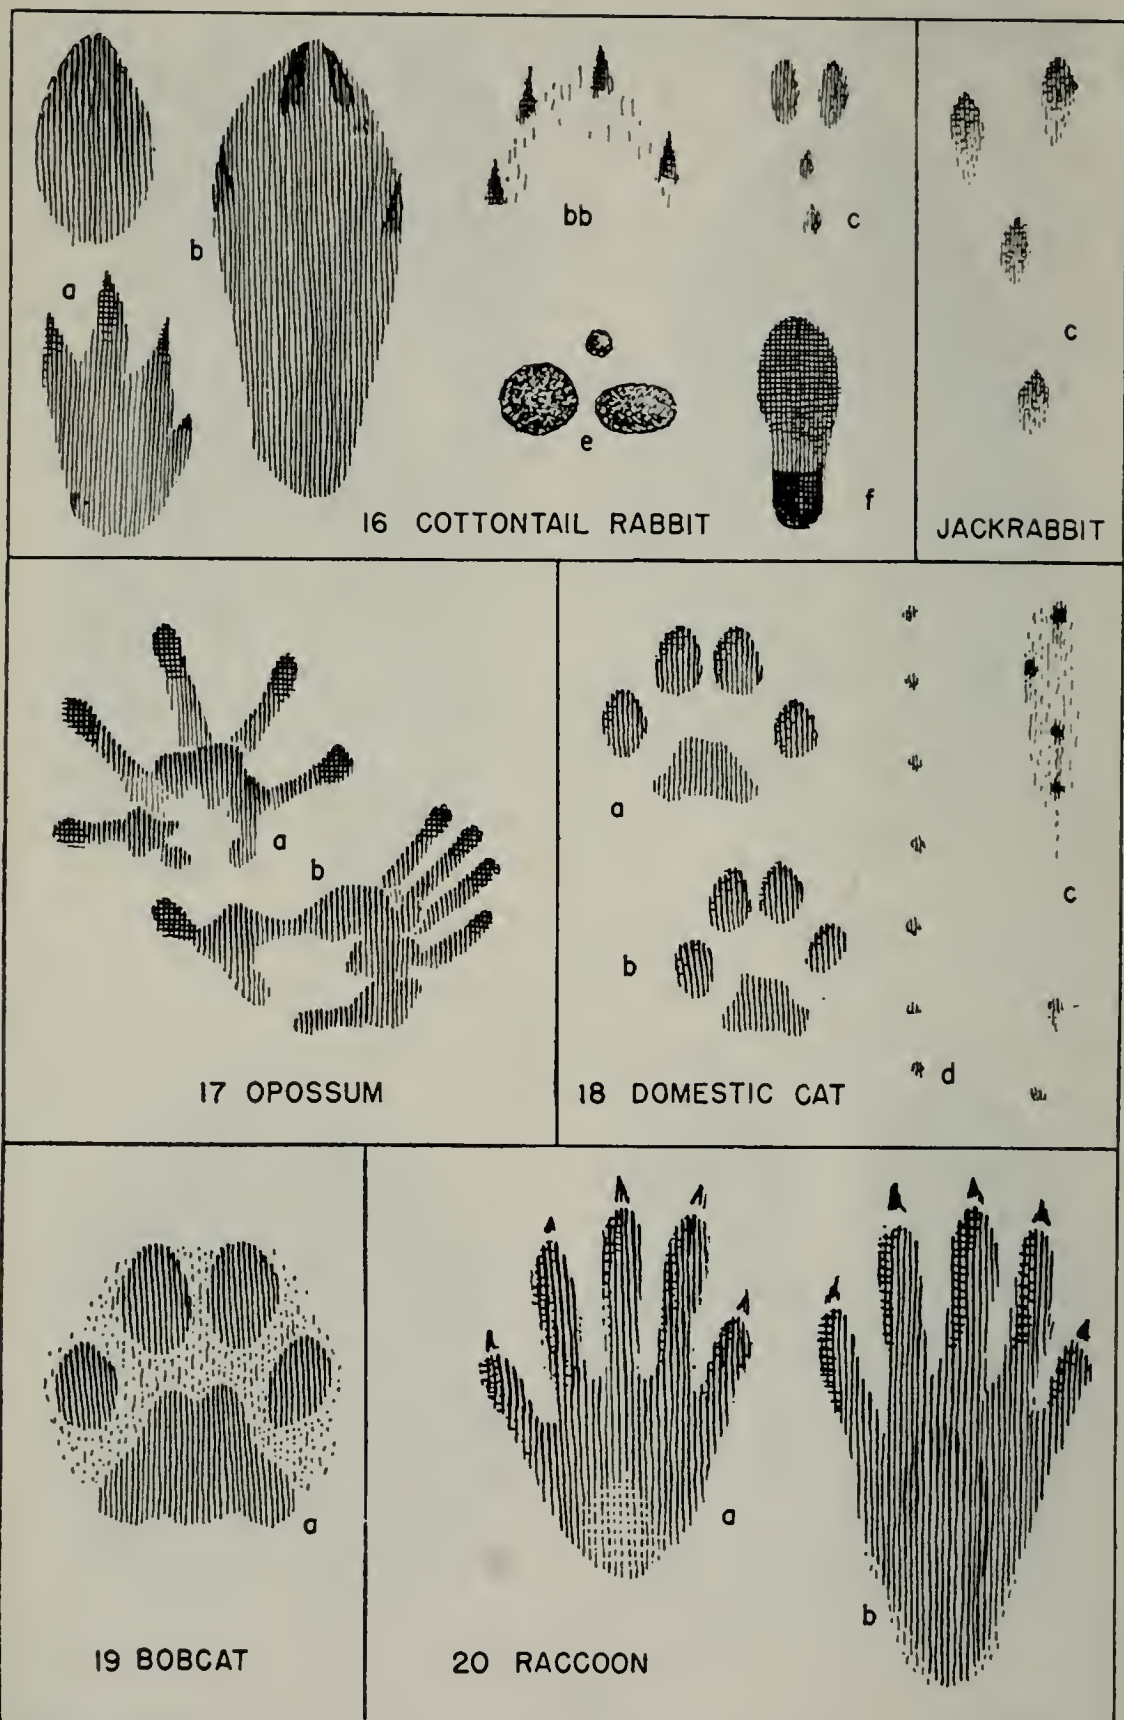 a
b
bb
c
e
f
16 COTTONTAIL RABBIT
c
JACKRABBIT
a
b
17 OPOSSUM
a
b
c
d
18 DOMESTIC CAT
a
19 BOBCAT
a
b
20 RACCOON